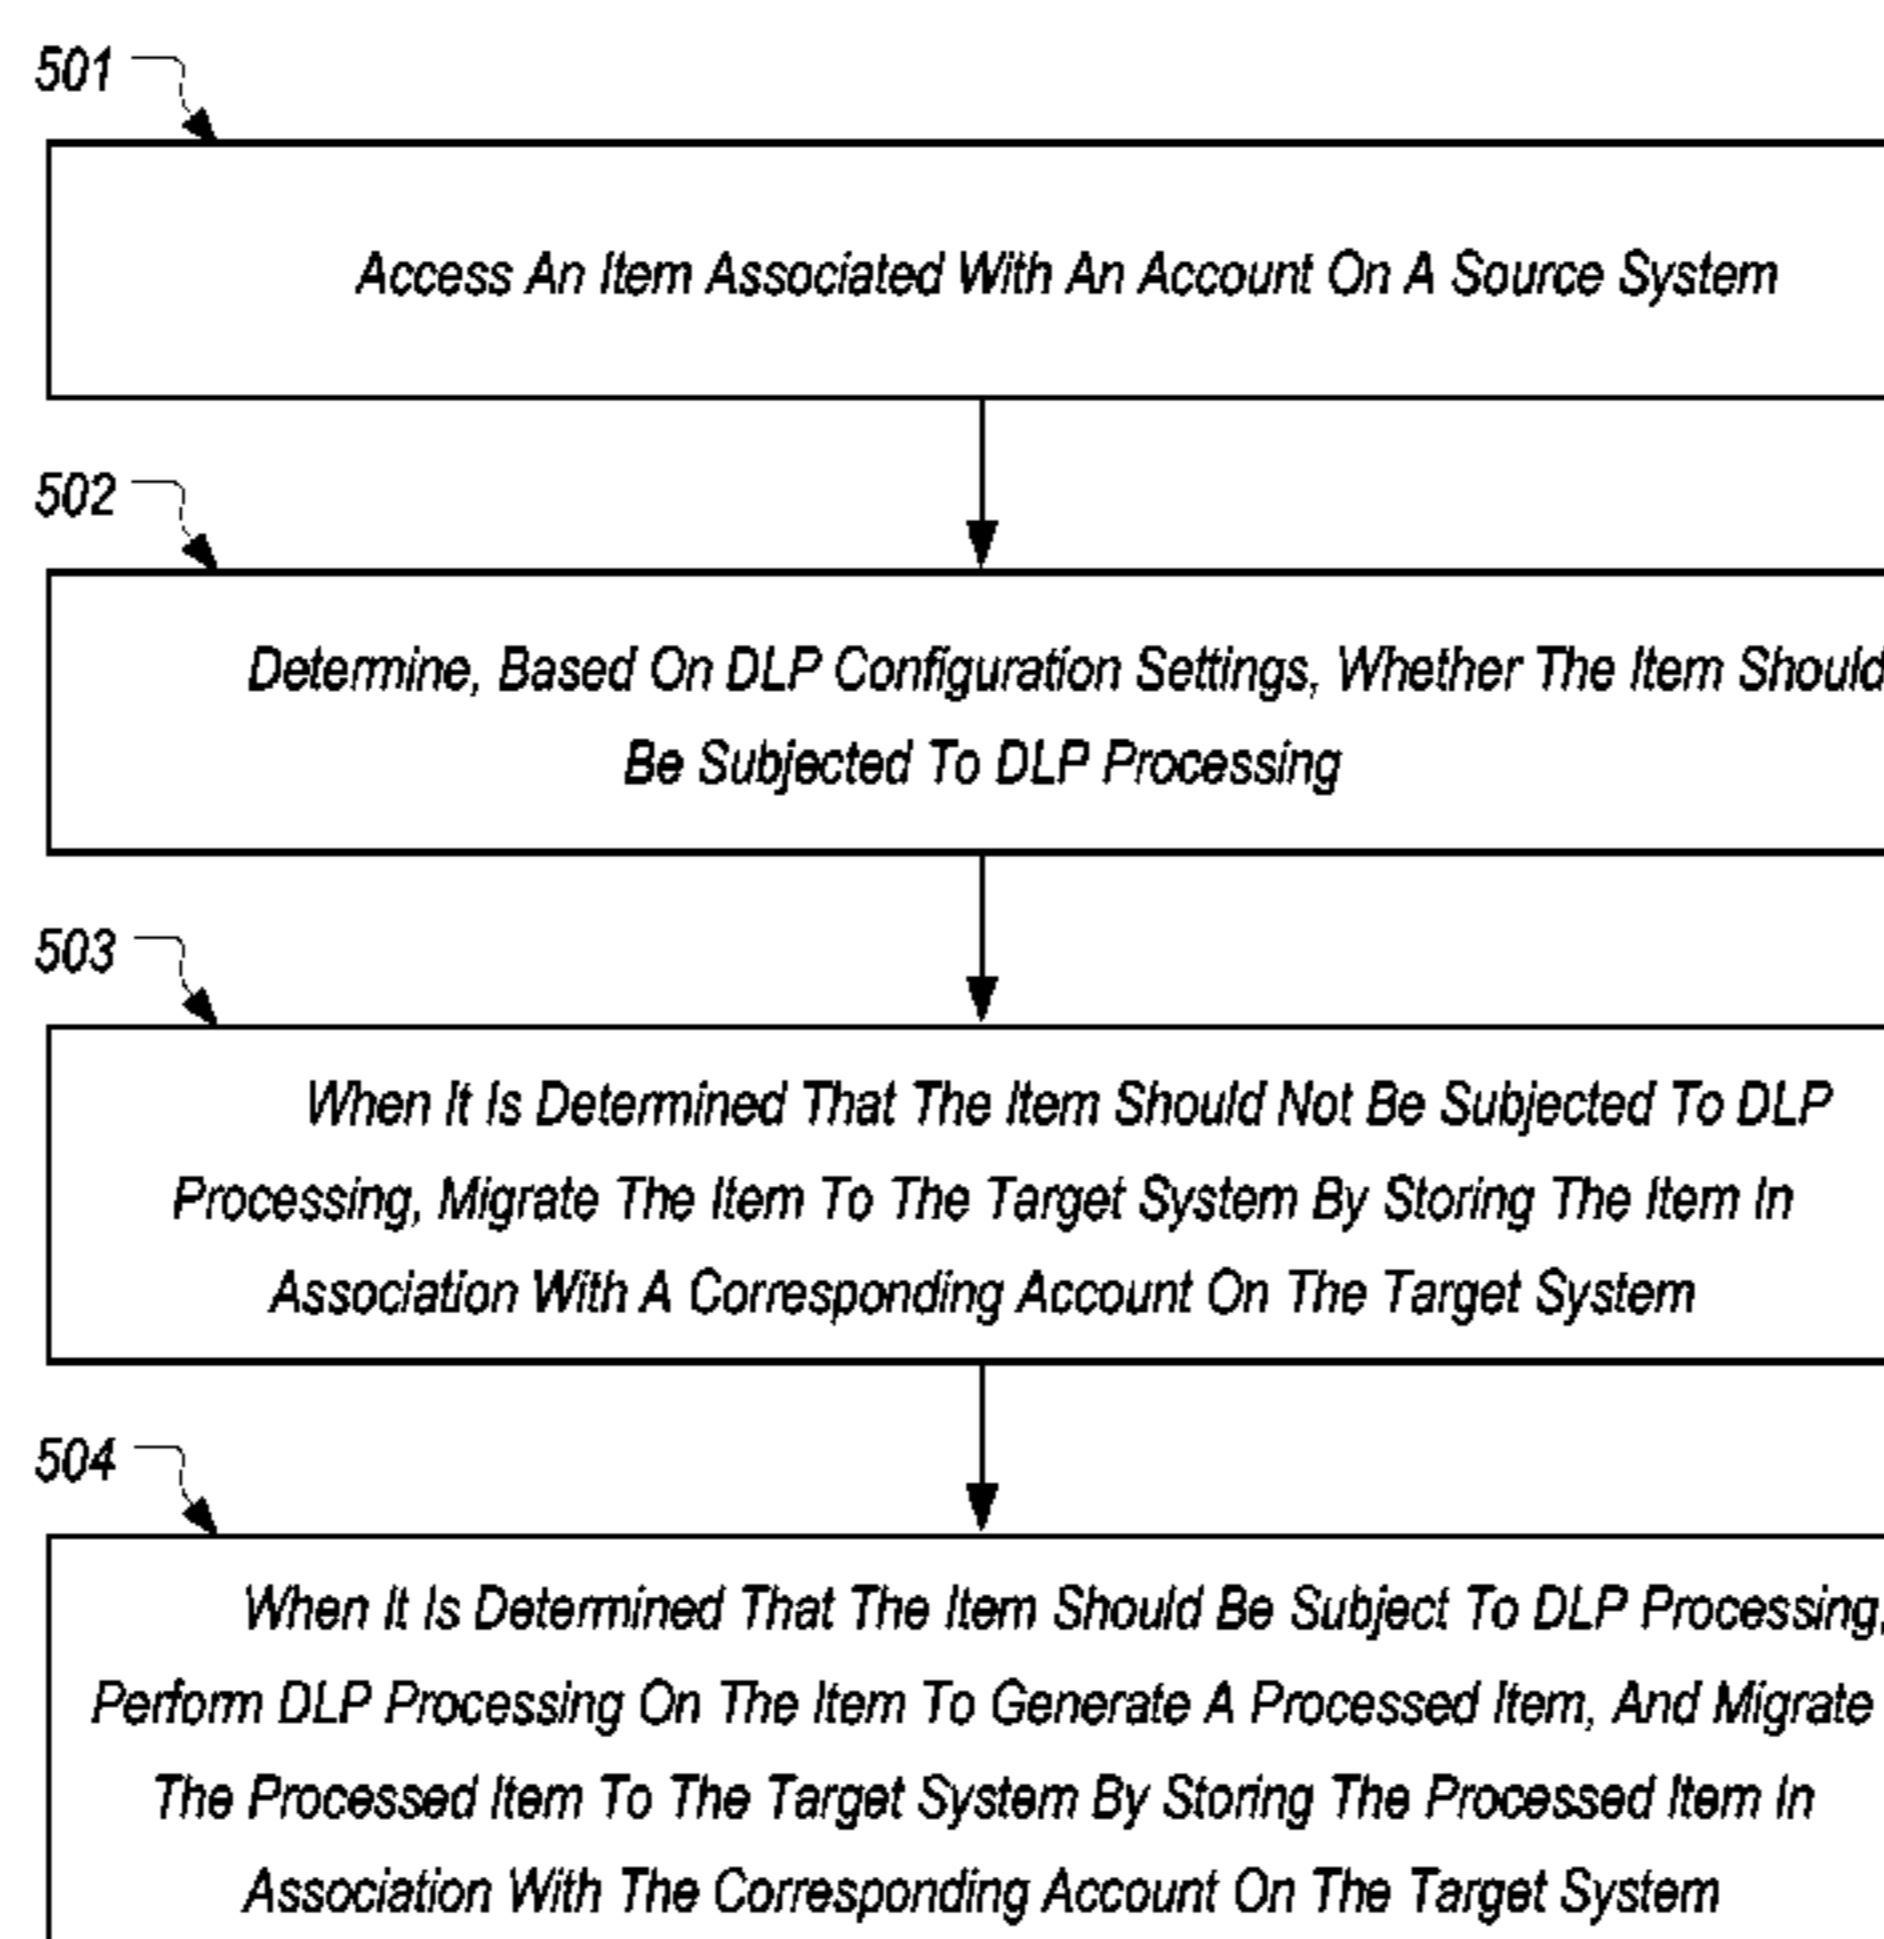 501
Access An Item Associated With An Account On A Source System
502
Determine, Based On DLP Configuration Settings, Whether The Item Should
Be Subjected To DLP Processing
503
When It Is Determined That The Item Should Not Be Subjected To DLP
Processing, Migrate The Item To The Target System By Storing The Item In
Association With A Corresponding Account On The Target System
504
When It Is Determined That The Item Should Be Subject To DLP Processing,
Perform DLP Processing On The Item To Generate A Processed Item, And Migrate
The Processed Item To The Target System By Storing The Processed Item In
Association With The Corresponding Account On The Target System